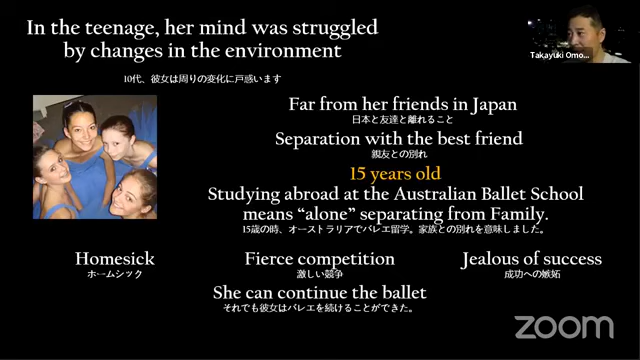 In the teenage, her mind was struggled
by changes in the environment
10代、彼女は周りの変化に戸惑います
Takayuki Omo...
Far from her friends in Japan
日本と友達と離れること
Separation with the best friend
親友との別れ
15 years old
Studying abroad at the Australian Ballet School
means “alone” separating from Family.
15歳の時、オーストラリアでバレエ留学。家族との別れを意味しました。
Homesick
ホームシック
Fierce competition
激しい競争
Jealous of success
成功への嫉妬
She can continue the ballet
それでも彼女はバレエを続けることができた。
zoom